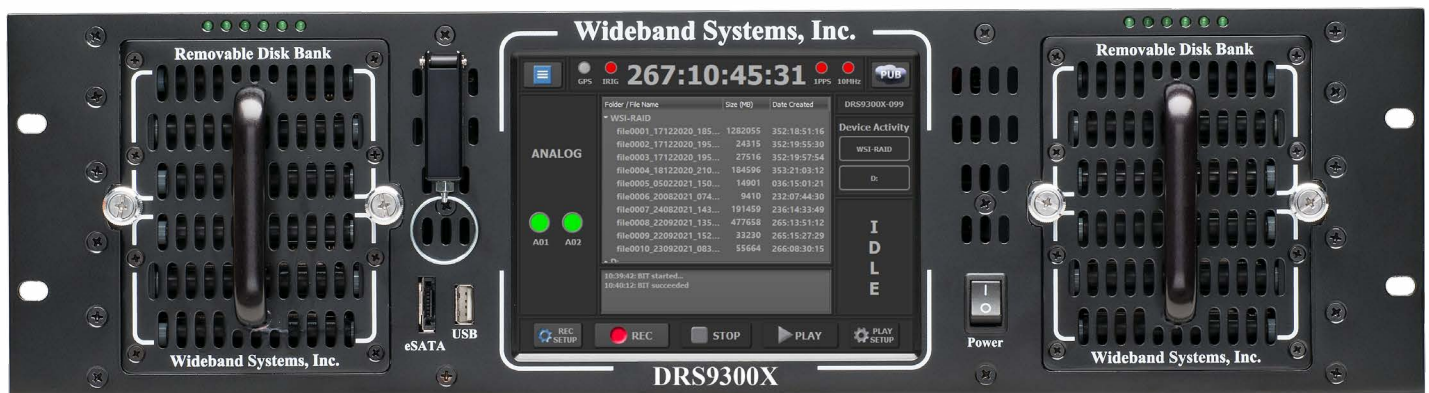 Wideband Systems, Inc.
Removable Disk Bank
Removable Disk Bank
GPS
IRIG
267:10:45:31
1PPS
10MHz
PUB
Folder / File Name Size (MB) Date Created
DRS9300X-099
WSI-RAID
file0001_17122020_185... 1282055 352:18:51:16
file0002_17122020_195... 24315 352:19:55:30
file0003_17122020_195... 27516 352:19:57:54
file0004_18122020_210... 184596 353:21:03:12
file0005_05022021_150... 14901 036:15:01:21
file0006_20082021_074... 9410 232:07:44:30
file0007_24082021_143... 191459 236:14:33:49
file0008_22092021_135... 477658 265:13:51:12
file0009_22092021_152... 33230 265:15:27:29
file0010_23092021_083... 55664 266:08:30:15
D:
ANALOG
A01 A02
Device Activity
WSI-RAID
D:
I
D
L
E
10:39:42: BIT started...
10:40:12: BIT succeeded
REC
SETUP
REC
STOP
PLAY
PLAY
SETUP
eSATA
USB
Power
I
O
Wideband Systems, Inc.
Wideband Systems, Inc.
DRS9300X